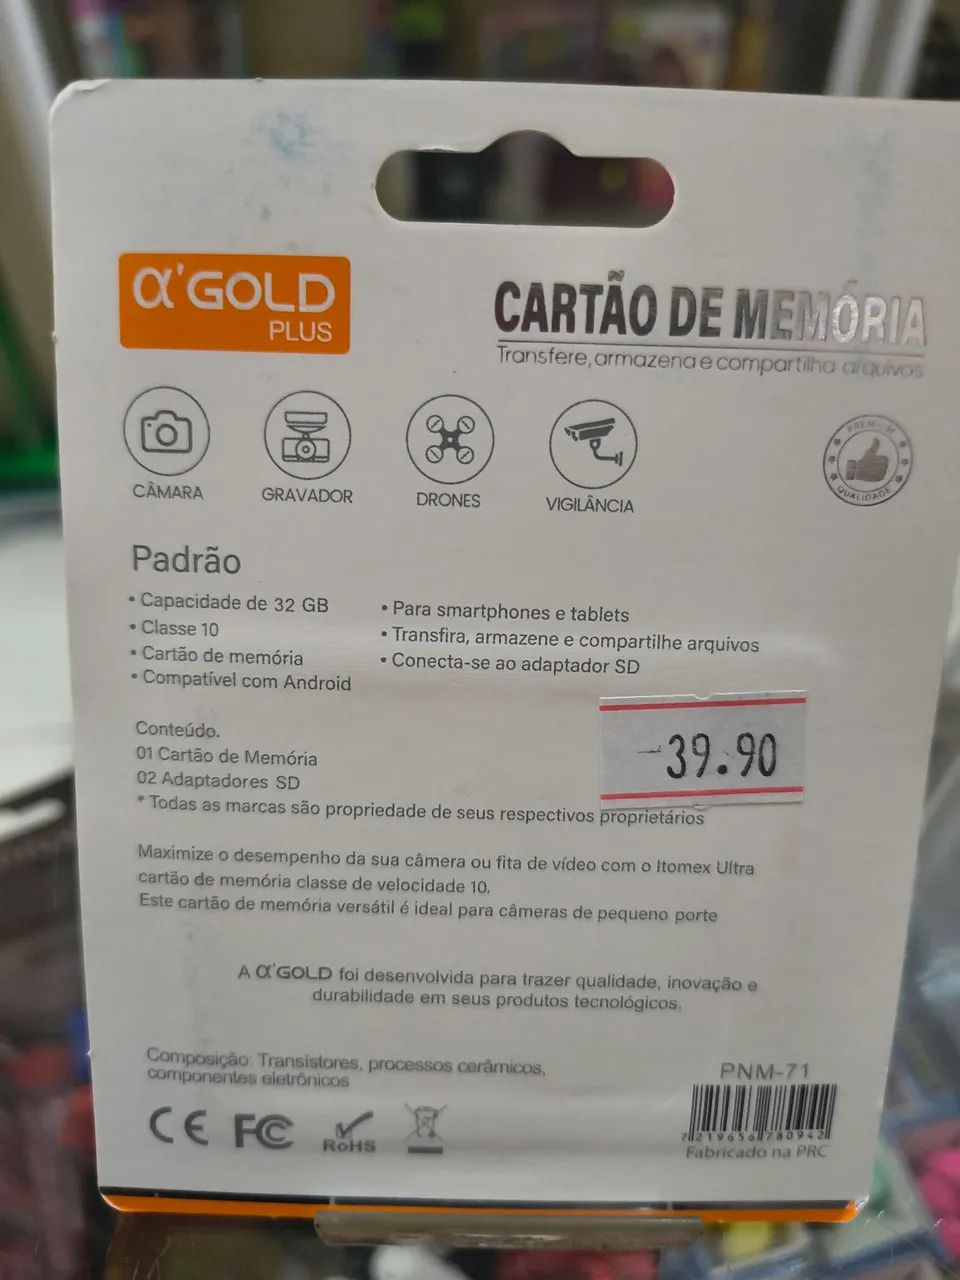 α'GOLD
PLUS
CARTÃO DE MEMÓRIA
Transfere, armazena e compartilha arquivos
CÂMARA
GRAVADOR
DRONES
VIGILÂNCIA
PREMIUM
QUALIDADE
Padrão
• Capacidade de 32 GB
• Classe 10
• Cartão de memória
• Compatível com Android
• Para smartphones e tablets
• Transfira, armazene e compartilhe arquivos
• Conecta-se ao adaptador SD
-39.90
Conteúdo.
01 Cartão de Memória
02 Adaptadores SD
* Todas as marcas são propriedade de seus respectivos proprietários
Maximize o desempenho da sua câmera ou fita de vídeo com o Itomex Ultra
cartão de memória classe de velocidade 10.
Este cartão de memória versátil é ideal para câmeras de pequeno porte
A α'GOLD foi desenvolvida para trazer qualidade, inovação e
durabilidade em seus produtos tecnológicos.
Composição: Transístores, processos cerâmicos,
componentes eletrônicos
CE FC RoHS
PNM-71
7219656780942
Fabricado na PRC